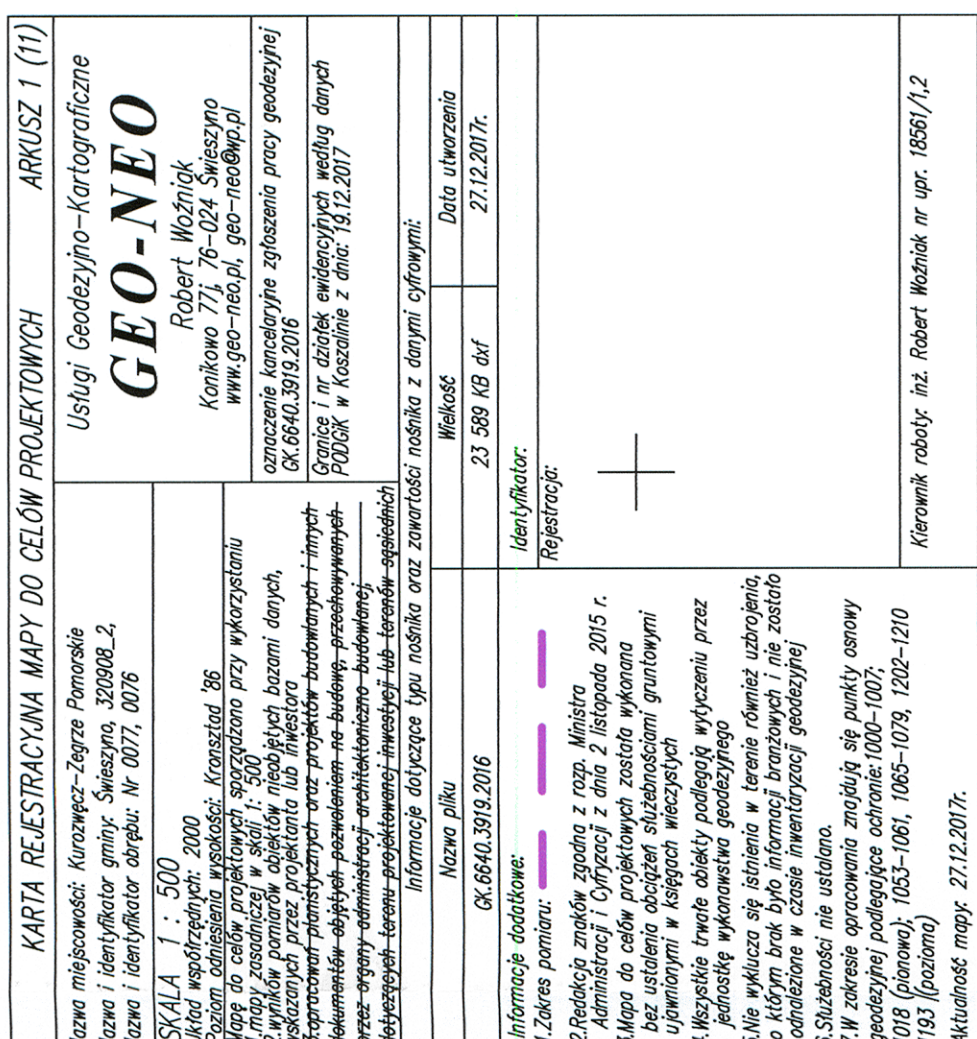 KARTA REJESTRACYJNA MAPY DO CELÓW PROJEKTOWYCH ARKUSZ 1 (11)
azwa miejscowości: Kurozwęcz-Zegrze Pomorskie
azwa i identyfikator gminy: Świeszyno, 320908_2,
azwa i identyfikator obrębu: Nr 0077, 0076
SKALA 1 : 500
kład współrzędnych: 2000
Poziom odniesienia wysokości: Kronsztad '86
Mapę do celów projektowych sporządzono przy wykorzystaniu
1.mapy zasadniczej w skali 1: 500
2.wyników pomiarów obiektów nieobjętych bazami danych,
wskazanych przez projektanta lub inwestora
3.opracowań planistycznych oraz projektów budowlanych i innych
dokumentów objętych pozwoleniem na budowę, przechowywanych
przez organy administracji architektoniczno budowlanej,
dotyczących terenu projektowanej inwestycji lub terenów sąsiednich
Usługi Geodezyjno-Kartograficzne
GEO-NEO
Robert Woźniak
Konikowo 77j, 76-024 Świeszyno
www.geo-neo.pl, geo-neo@wp.pl
oznaczenie kancelaryjne zgłoszenia pracy geodezyjnej
GK.6640.3919.2016
Granice i nr działek ewidencyjnych według danych
PODGiK w Koszalinie z dnia: 19.12.2017
Informacje dotyczące typu nośnika oraz zawartości nośnika z danymi cyfrowymi:
Nazwa pliku Wielkość Data utworzenia
GK.6640.3919.2016 23 589 KB dxf 27.12.2017r.
Informacje dodatkowe:
1.Zakres pomiaru:
2.Redakcja znaków zgodna z rozp. Ministra
Administracji i Cyfryzacji z dnia 2 listopada 2015 r.
3.Mapa do celów projektowych została wykonana
bez ustalenia obciążeń służebnościami gruntowymi
ujawnionymi w księgach wieczystych
4.Wszystkie trwałe obiekty podlegają wytyczeniu przez
jednostkę wykonawstwa geodezyjnego
5.Nie wyklucza się istnienia w terenie również uzbrojenia,
o którym brak było informacji branżowych i nie zostało
odnalezione w czasie inwentaryzacji geodezyjnej
6.Służebności nie ustalano.
7.W zakresie opracowania znajdują się punkty osnowy
geodezyjnej podlegające ochronie:1000-1007;
1018 (pionowa); 1053-1061, 1065-1079, 1202-1210
1193 (pozioma)
Aktualność mapy: 27.12.2017r.
Identyfikator:
Rejestracja:
Kierownik roboty: inż. Robert Woźniak nr upr. 18561/1,2